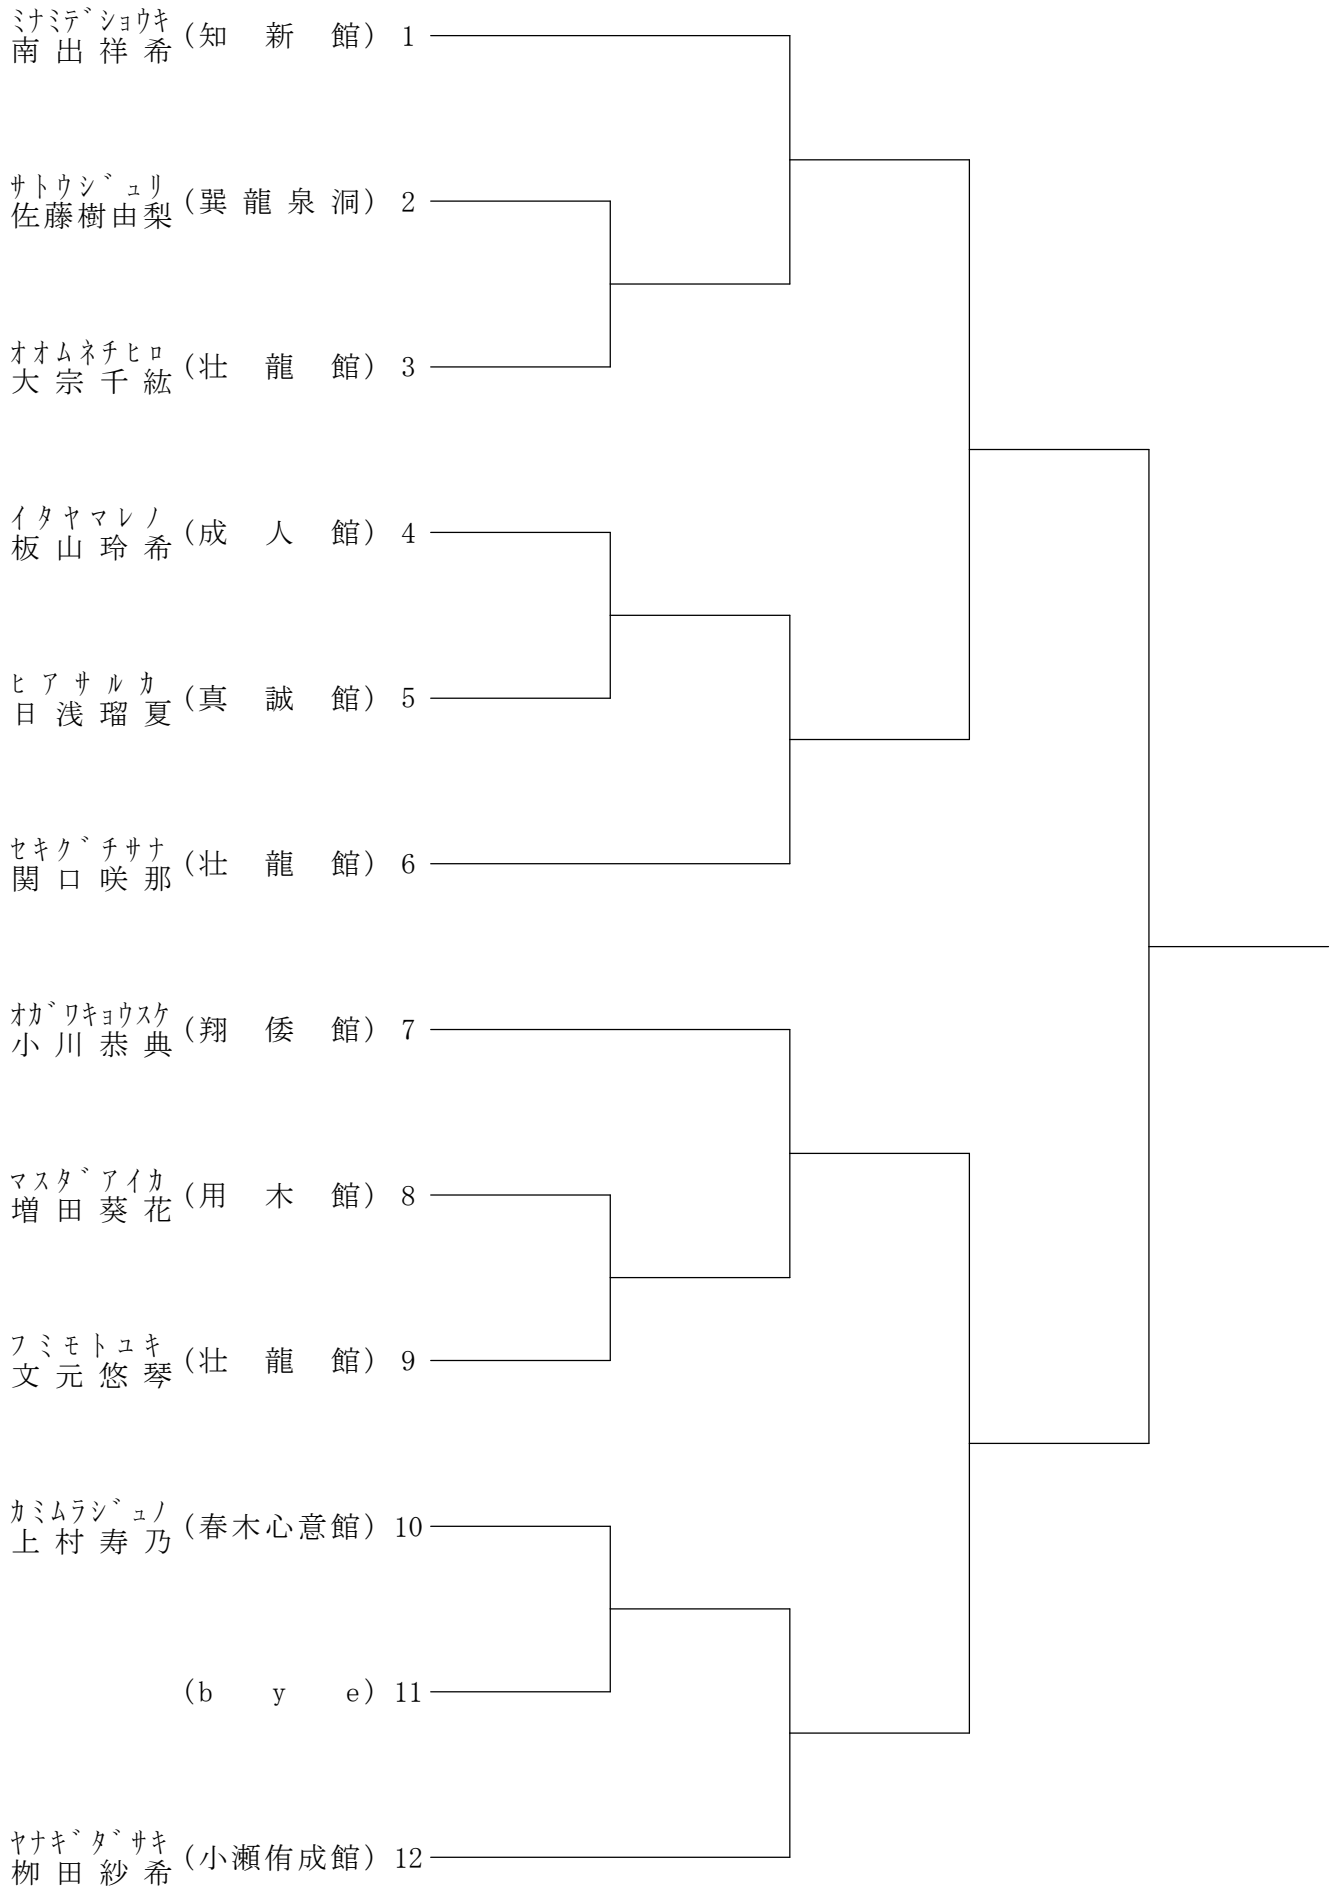 ミナミデショウキ
南出祥希 (知新館) 1
サトウジュリ
佐藤樹由梨 (巽龍泉洞) 2
オオムネチヒロ
大宗千紘 (壮龍館) 3
イタヤマレノ
板山玲希 (成人館) 4
ヒアサルカ
日浅瑠夏 (真誠館) 5
セキグチサナ
関口咲那 (壮龍館) 6
オガワキョウスケ
小川恭典 (翔倭館) 7
マスダアイカ
増田葵花 (用木館) 8
フミモトユキ
文元悠琴 (壮龍館) 9
カミムラジュノ
上村寿乃 (春木心意館) 10
(bye) 11
ヤナギダサキ
栁田紗希 (小瀬侑成館) 12